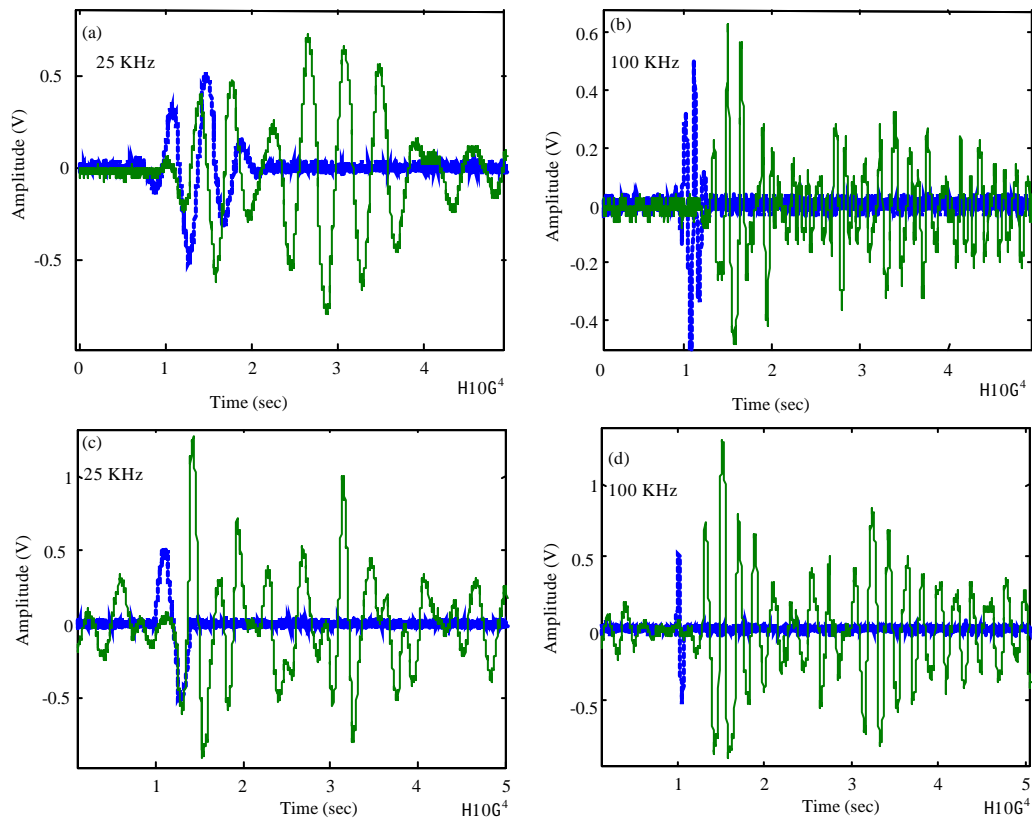 (a)
25 KHz
Amplitude (V)
0.5
0
-0.5
0
1
2
3
4
H10G⁴
Time (sec)
(b)
100 KHz
Amplitude (V)
0.6
0.4
0.2
0
-0.2
-0.4
0
1
2
3
4
H10G⁴
Time (sec)
(c)
25 KHz
Amplitude (V)
1
0.5
0
-0.5
1
2
3
4
5
H10G⁴
Time (sec)
(d)
100 KHz
Amplitude (V)
1
0.5
0
-0.5
1
2
3
4
5
H10G⁴
Time (sec)